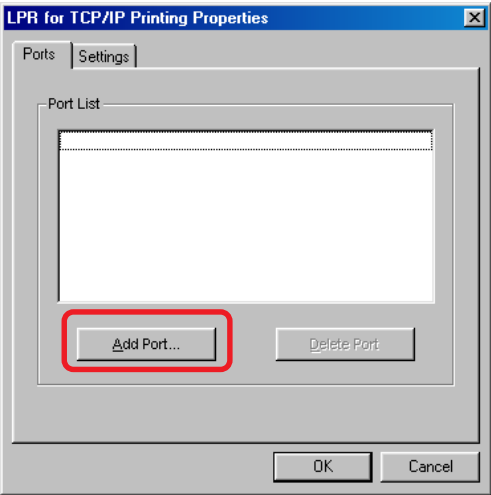 LPR for TCP/IP Printing Properties
Ports Settings
Port List
Add Port...
Delete Port
OK Cancel